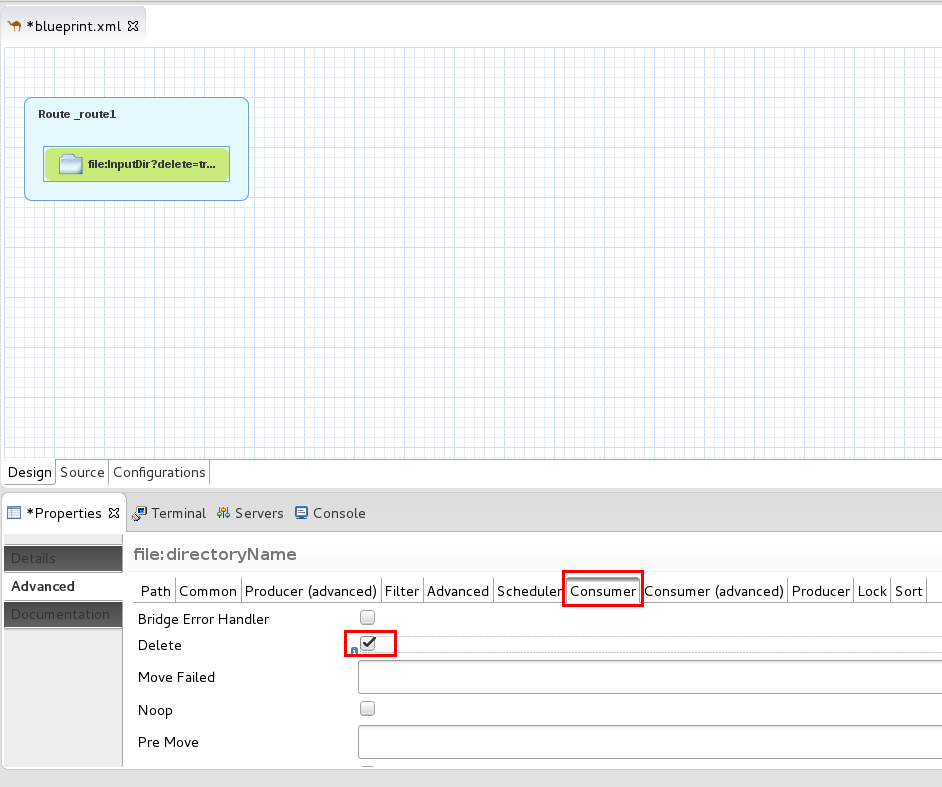 *blueprint.xml
Route _route1
file:InputDir?delete=tr...
Design Source Configurations
*Properties Terminal Servers Console
Details
file:directoryName
Advanced
Path Common Producer (advanced) Filter Advanced Scheduler Consumer Consumer (advanced) Producer Lock Sort
Documentation
Bridge Error Handler
Delete
Move Failed
Noop
Pre Move